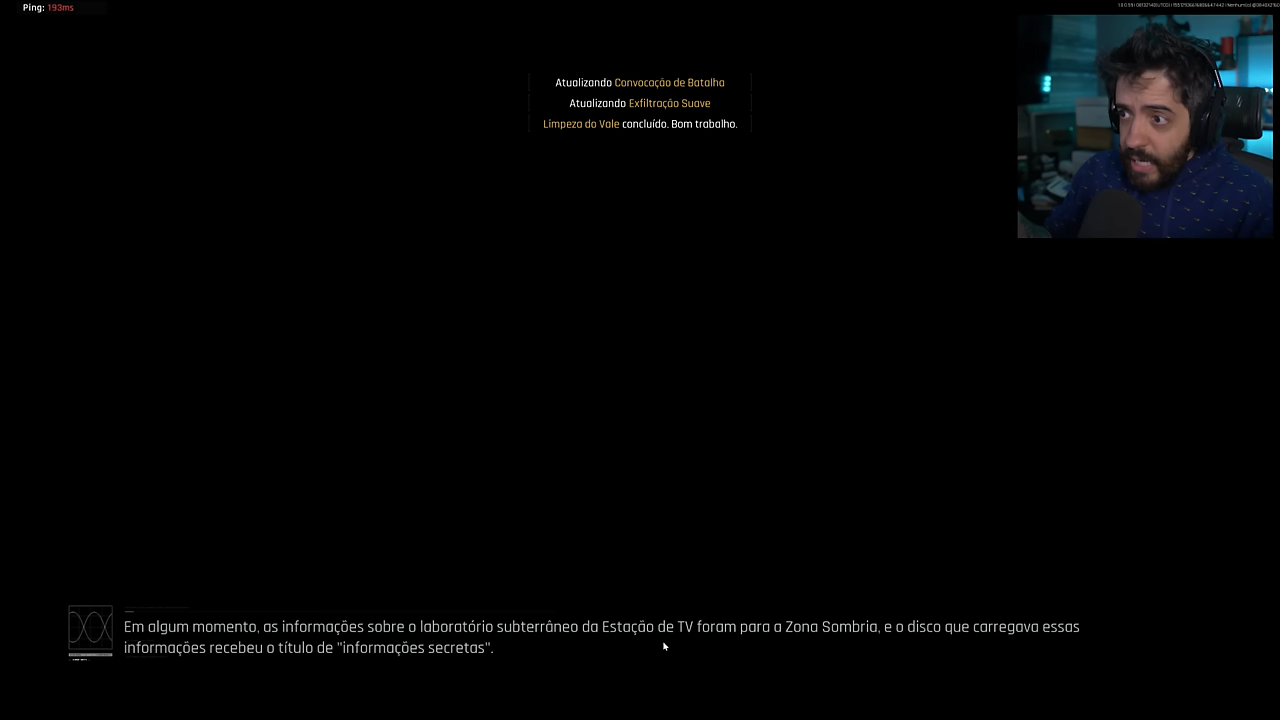 Ping: 193ms
Atualizando Convocação de Batalha
Atualizando Exfiltração Suave
Limpeza do Vale concluído. Bom trabalho.
Em algum momento, as informações sobre o laboratório subterrâneo da Estação de TV foram para a Zona Sombria, e o disco que carregava essas
informações recebeu o título de "informações secretas".